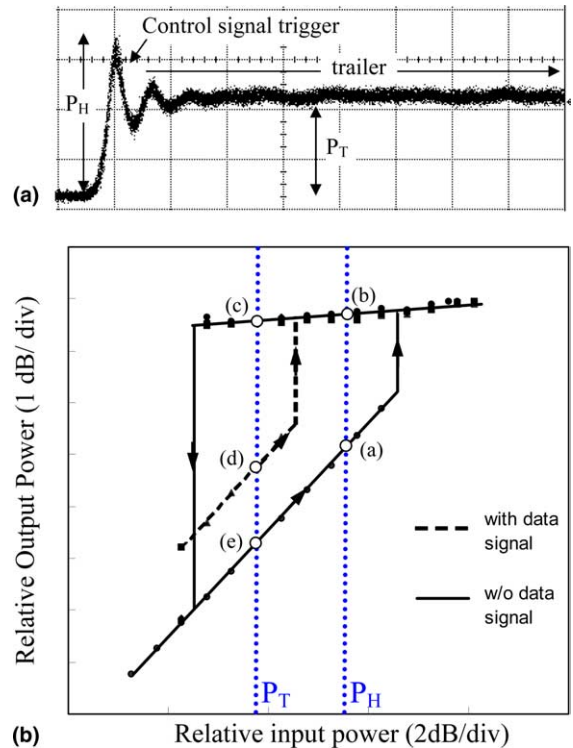 Control signal trigger
trailer
P_H
P_T
(a)
Relative Output Power (1 dB/ div)
(c)
(b)
(d)
(a)
(e)
with data
signal
w/o data
signal
P_T
P_H
(b)
Relative input power (2dB/div)